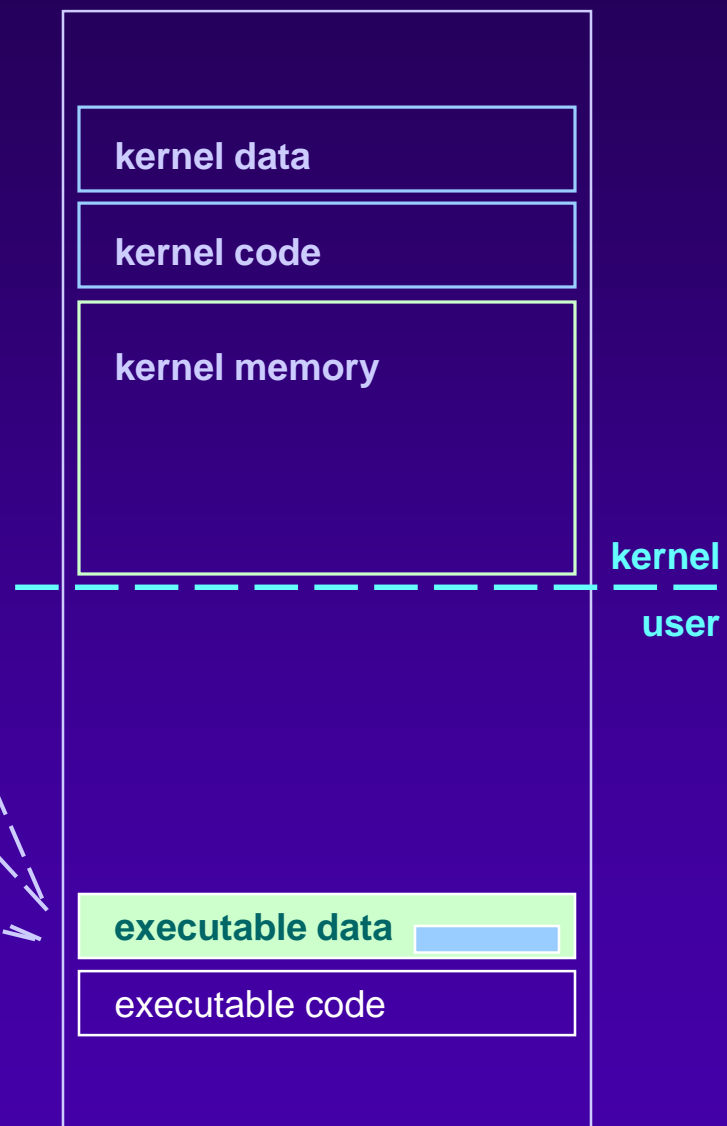 kernel data
kernel code
kernel memory
kernel
user
executable data
executable code